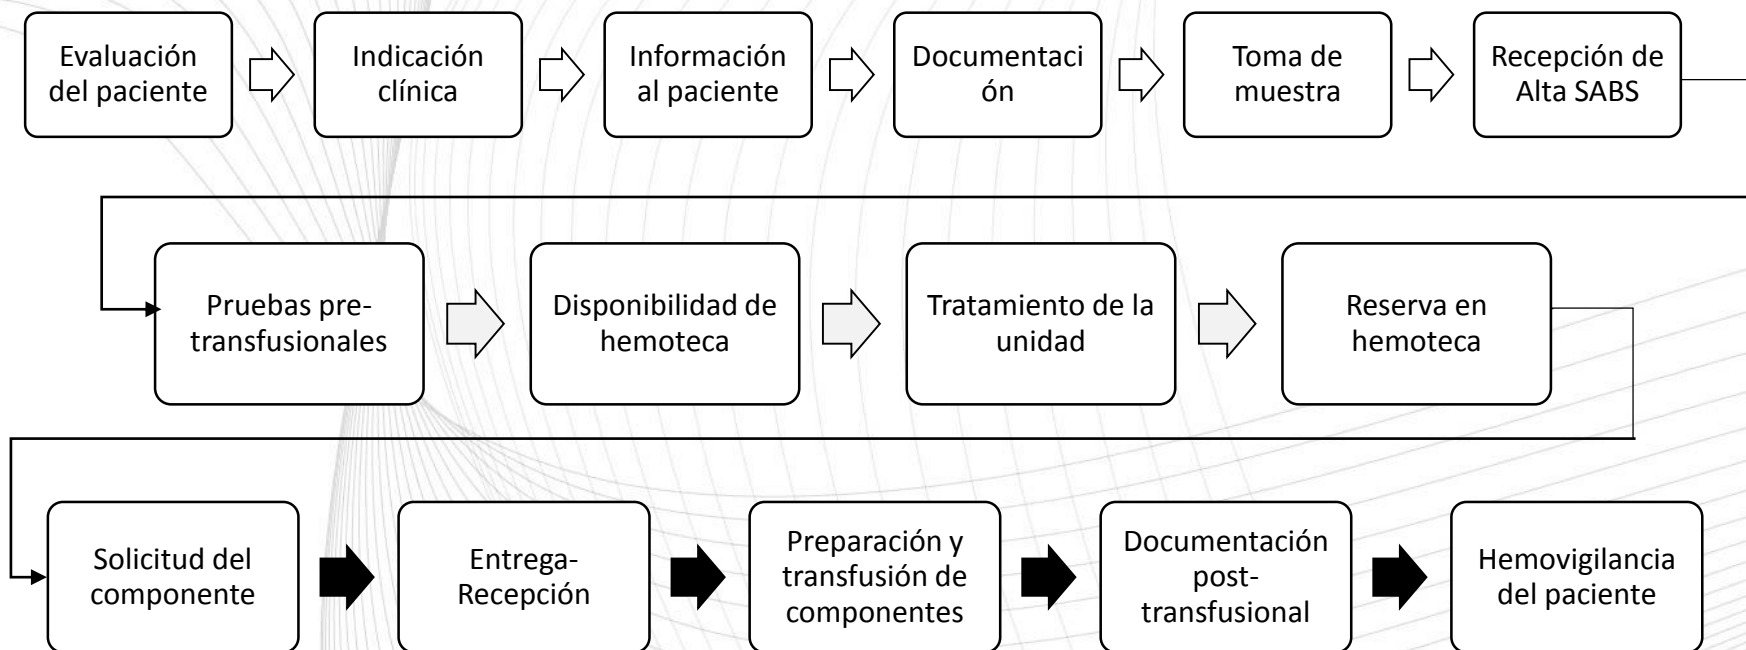 Evaluación
del paciente
Indicación
clínica
Información
al paciente
Documentaci
ón
Toma de
muestra
Recepción de
Alta SABS
Pruebas pre-
transfusionales
Disponibilidad de
hemoteca
Tratamiento de la
unidad
Reserva en
hemoteca
Solicitud del
componente
Entrega-
Recepción
Preparación y
transfusión de
componentes
Documentación
post-
transfusional
Hemovigilancia
del paciente